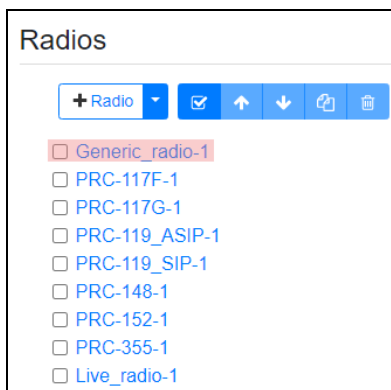 Radios
+ Radio
Generic_radio-1
PRC-117F-1
PRC-117G-1
PRC-119_ASIP-1
PRC-119_SIP-1
PRC-148-1
PRC-152-1
PRC-355-1
Live_radio-1